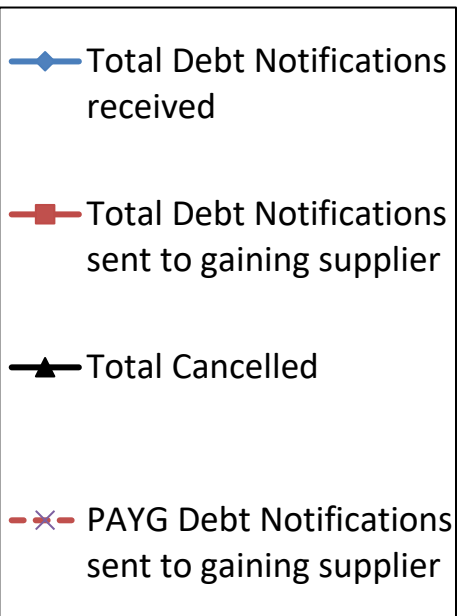 Total Debt Notifications
received
Total Debt Notifications
sent to gaining supplier
Total Cancelled
PAYG Debt Notifications
sent to gaining supplier